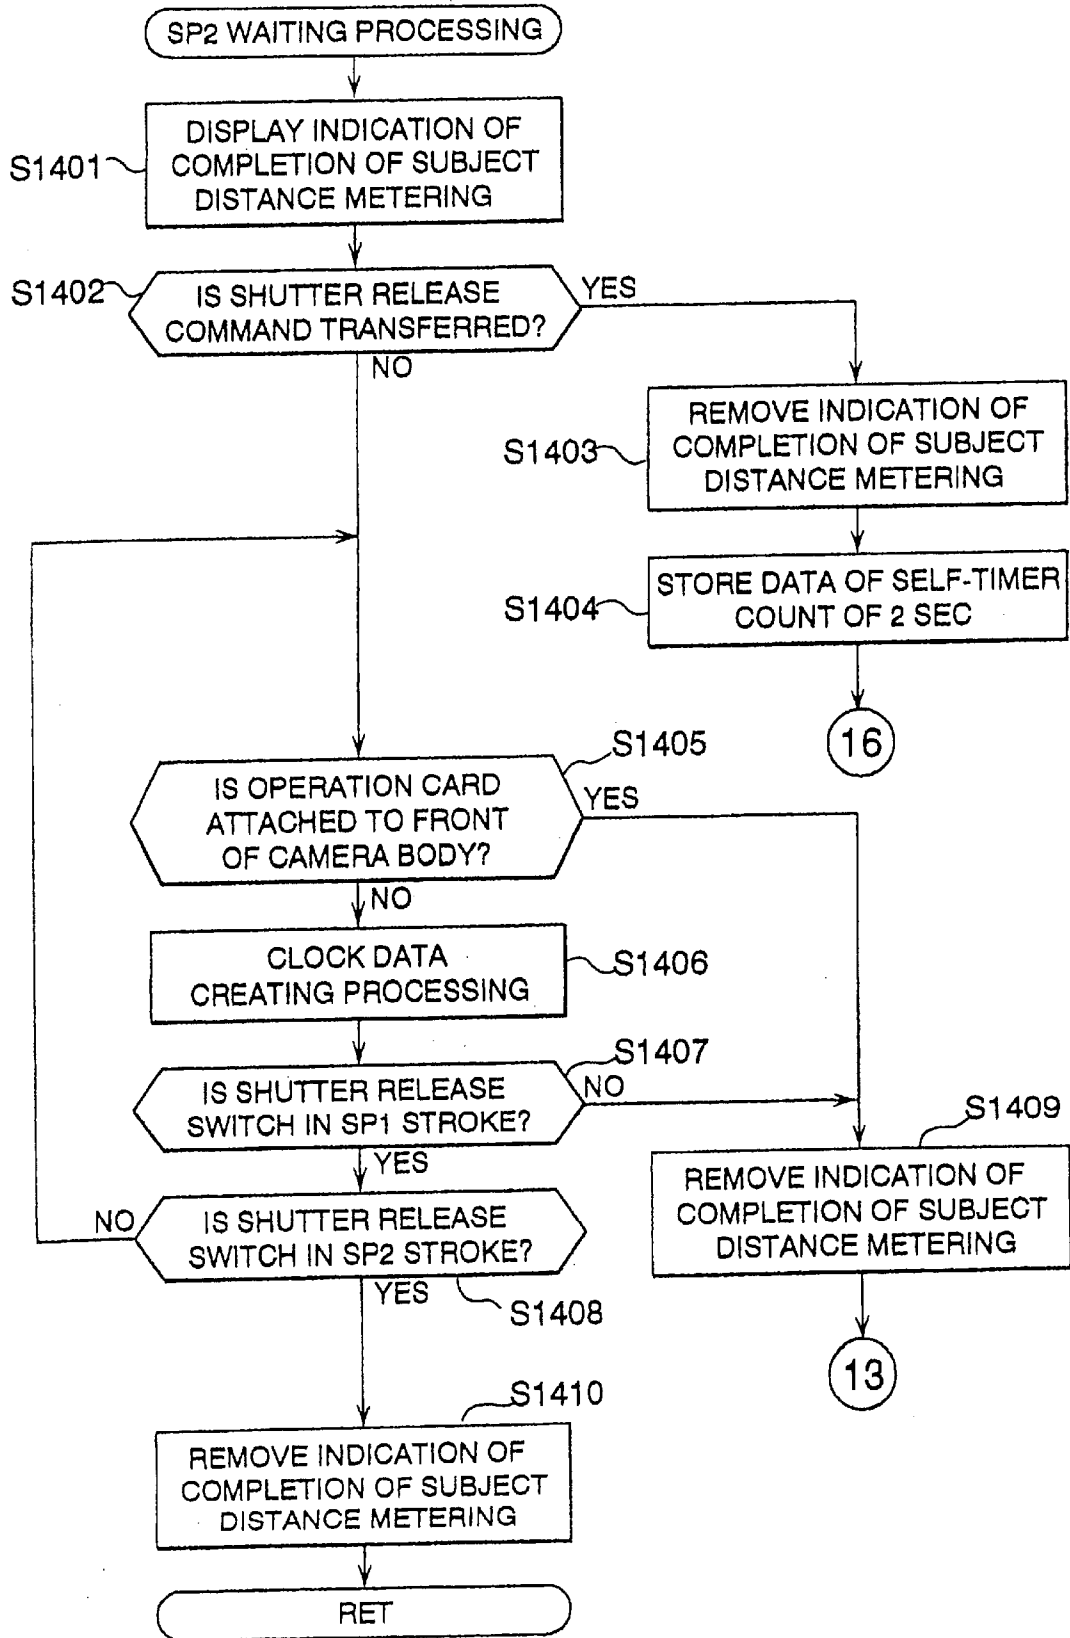 SP2 WAITING PROCESSING
DISPLAY INDICATION OF
COMPLETION OF SUBJECT
DISTANCE METERING
S1401
S1402
IS SHUTTER RELEASE
COMMAND TRANSFERRED?
YES
NO
REMOVE INDICATION OF
COMPLETION OF SUBJECT
DISTANCE METERING
S1403
STORE DATA OF SELF-TIMER
COUNT OF 2 SEC
S1404
16
S1405
IS OPERATION CARD
ATTACHED TO FRONT
OF CAMERA BODY?
YES
NO
CLOCK DATA
CREATING PROCESSING
S1406
S1407
IS SHUTTER RELEASE
SWITCH IN SP1 STROKE?
NO
YES
S1409
REMOVE INDICATION OF
COMPLETION OF SUBJECT
DISTANCE METERING
13
NO
IS SHUTTER RELEASE
SWITCH IN SP2 STROKE?
YES
S1408
S1410
REMOVE INDICATION OF
COMPLETION OF SUBJECT
DISTANCE METERING
RET